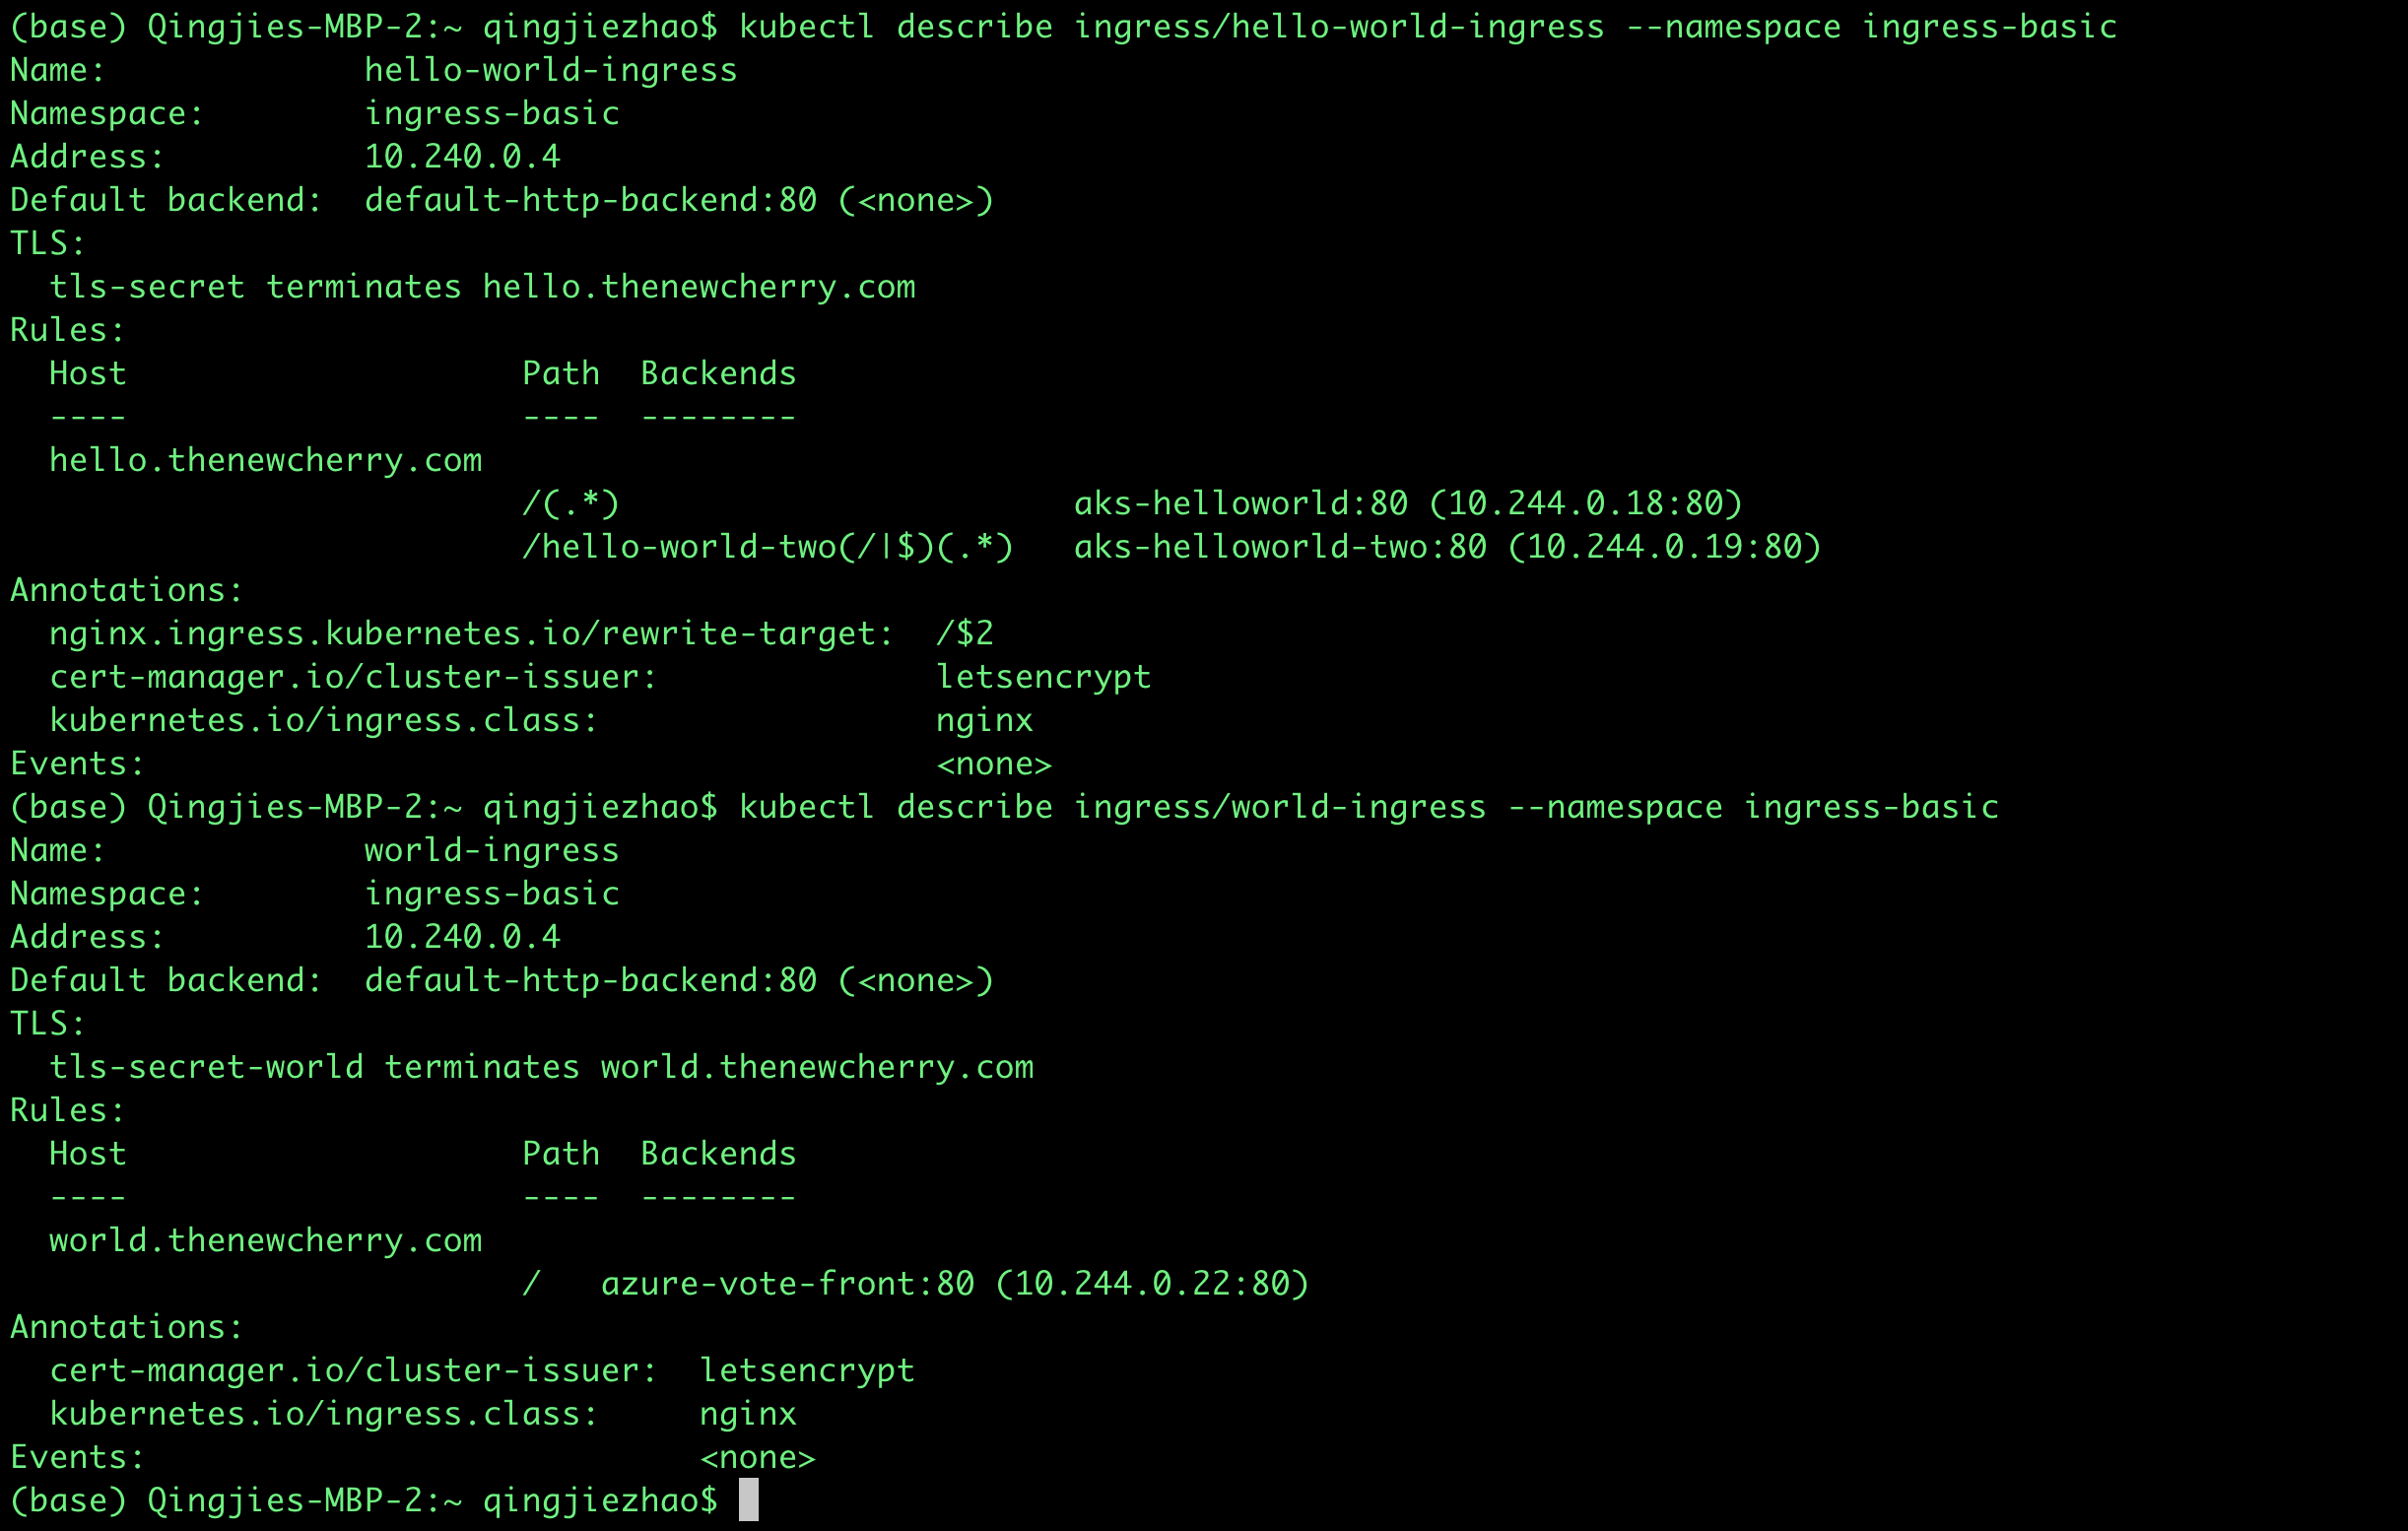 (base) Qingjies-MBP-2:~ qingjiezhao$ kubectl describe ingress/hello-world-ingress --namespace ingress-basic
Name:             hello-world-ingress
Namespace:        ingress-basic
Address:          10.240.0.4
Default backend:  default-http-backend:80 (<none>)
TLS:
  tls-secret terminates hello.thenewcherry.com
Rules:
  Host                    Path  Backends
  ----                    ----  --------
  hello.thenewcherry.com
                          /(.*)                       aks-helloworld:80 (10.244.0.18:80)
                          /hello-world-two(/|$)(.*)   aks-helloworld-two:80 (10.244.0.19:80)
Annotations:
  nginx.ingress.kubernetes.io/rewrite-target:  /$2
  cert-manager.io/cluster-issuer:              letsencrypt
  kubernetes.io/ingress.class:                 nginx
Events:                                        <none>
(base) Qingjies-MBP-2:~ qingjiezhao$ kubectl describe ingress/world-ingress --namespace ingress-basic
Name:             world-ingress
Namespace:        ingress-basic
Address:          10.240.0.4
Default backend:  default-http-backend:80 (<none>)
TLS:
  tls-secret-world terminates world.thenewcherry.com
Rules:
  Host                    Path  Backends
  ----                    ----  --------
  world.thenewcherry.com
                          /   azure-vote-front:80 (10.244.0.22:80)
Annotations:
  cert-manager.io/cluster-issuer:  letsencrypt
  kubernetes.io/ingress.class:     nginx
Events:                            <none>
(base) Qingjies-MBP-2:~ qingjiezhao$